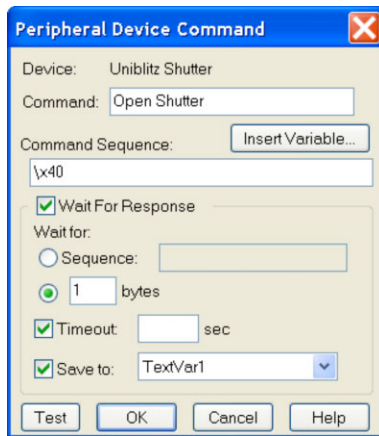 Peripheral Device Command
Device: Uniblitz Shutter
Command: Open Shutter
Command Sequence: Insert Variable...
\x40
Wait For Response
Wait for:
Sequence:
1 bytes
Timeout: sec
Save to: TextVar1
Test OK Cancel Help